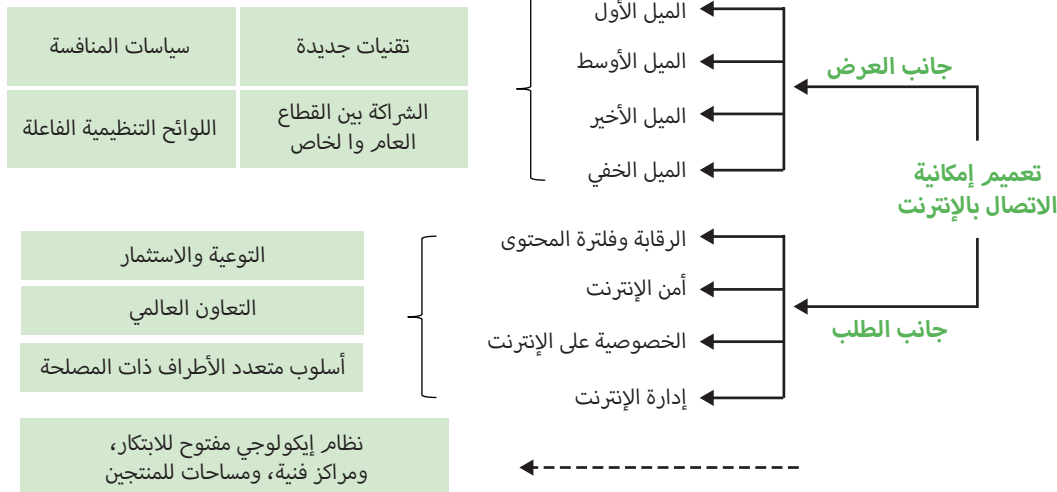 تعميم إمكانية
الاتصال بالإنترنت
جانب العرض
الميل الأول
الميل الأوسط
الميل الأخير
الميل الخفي
تقنيات جديدة
سياسات المنافسة
الشراكة بين القطاع
العام وا لخاص
اللوائح التنظيمية الفاعلة
جانب الطلب
الرقابة وفلترة المحتوى
أمن الإنترنت
الخصوصية على الإنترنت
إدارة الإنترنت
التوعية والاستثمار
التعاون العالمي
أسلوب متعدد الأطراف ذات المصلحة
نظام إيكولوجي مفتوح للابتكار،
ومراكز فنية، ومساحات للمنتجين